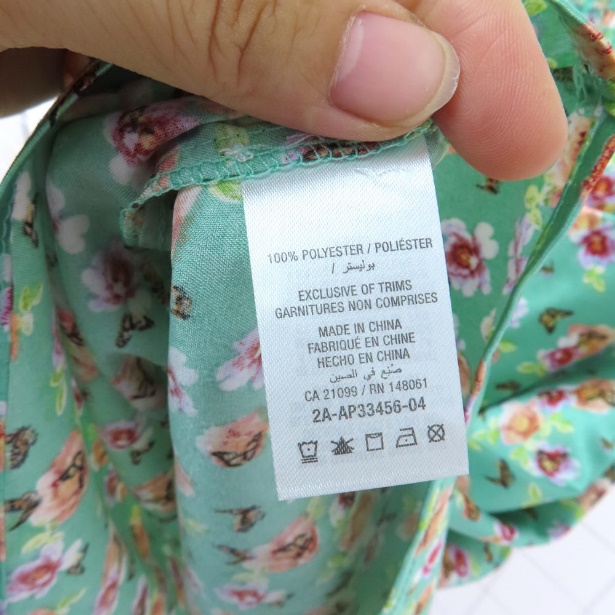 100% POLYESTER / POLIÉSTER
/ بوليستر
EXCLUSIVE OF TRIMS
GARNITURES NON COMPRISES
MADE IN CHINA
FABRIQUÉ EN CHINE
HECHO EN CHINA
صنع في الصين
CA 21099 / RN 148061
2A-AP33456-04